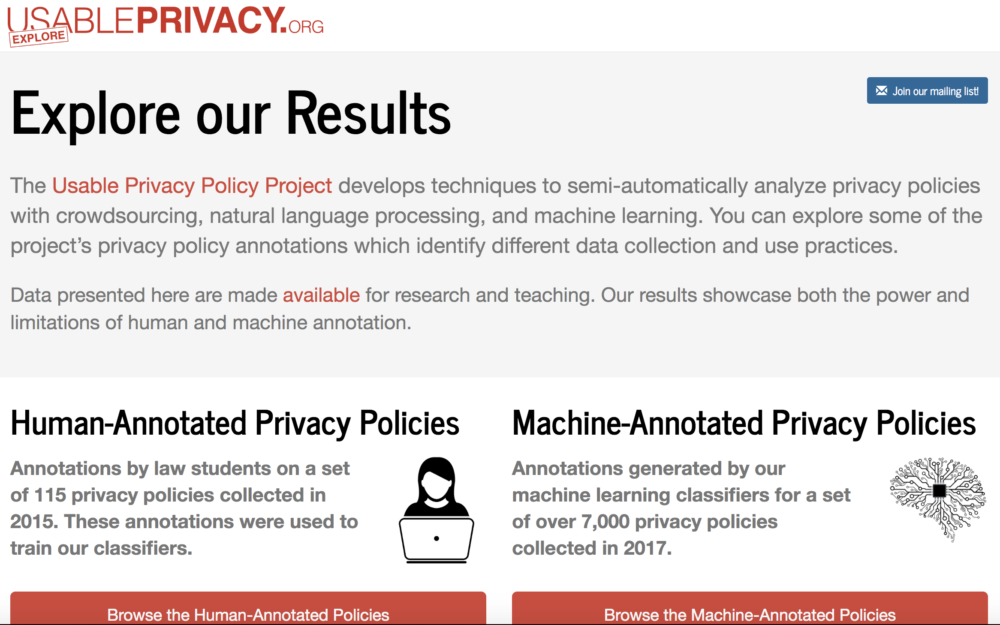 USABLEPRIVACY.ORG
EXPLORE
Join our mailing list!
Explore our Results
The Usable Privacy Policy Project develops techniques to semi-automatically analyze privacy policies
with crowdsourcing, natural language processing, and machine learning. You can explore some of the
project’s privacy policy annotations which identify different data collection and use practices.
Data presented here are made available for research and teaching. Our results showcase both the power and
limitations of human and machine annotation.
Human-Annotated Privacy Policies
Annotations by law students on a set
of 115 privacy policies collected in
2015. These annotations were used to
train our classifiers.
Browse the Human-Annotated Policies
Machine-Annotated Privacy Policies
Annotations generated by our
machine learning classifiers for a set
of over 7,000 privacy policies
collected in 2017.
Browse the Machine-Annotated Policies